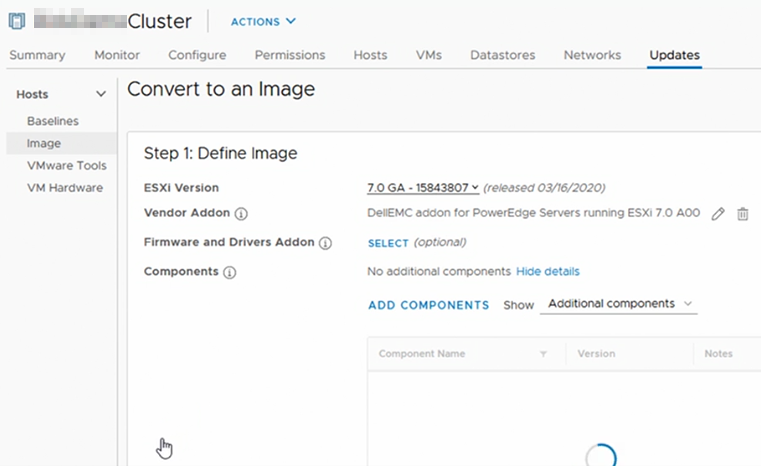 Cluster ACTIONS
Summary Monitor Configure Permissions Hosts VMs Datastores Networks Updates
Hosts
Baselines
Image
VMware Tools
VM Hardware
Convert to an Image
Step 1: Define Image
ESXi Version 7.0 GA - 15843807 (released 03/16/2020)
Vendor Addon DellEMC addon for PowerEdge Servers running ESXi 7.0 A00
Firmware and Drivers Addon SELECT (optional)
Components No additional components Hide details
ADD COMPONENTS Show Additional components
Component Name Version Notes